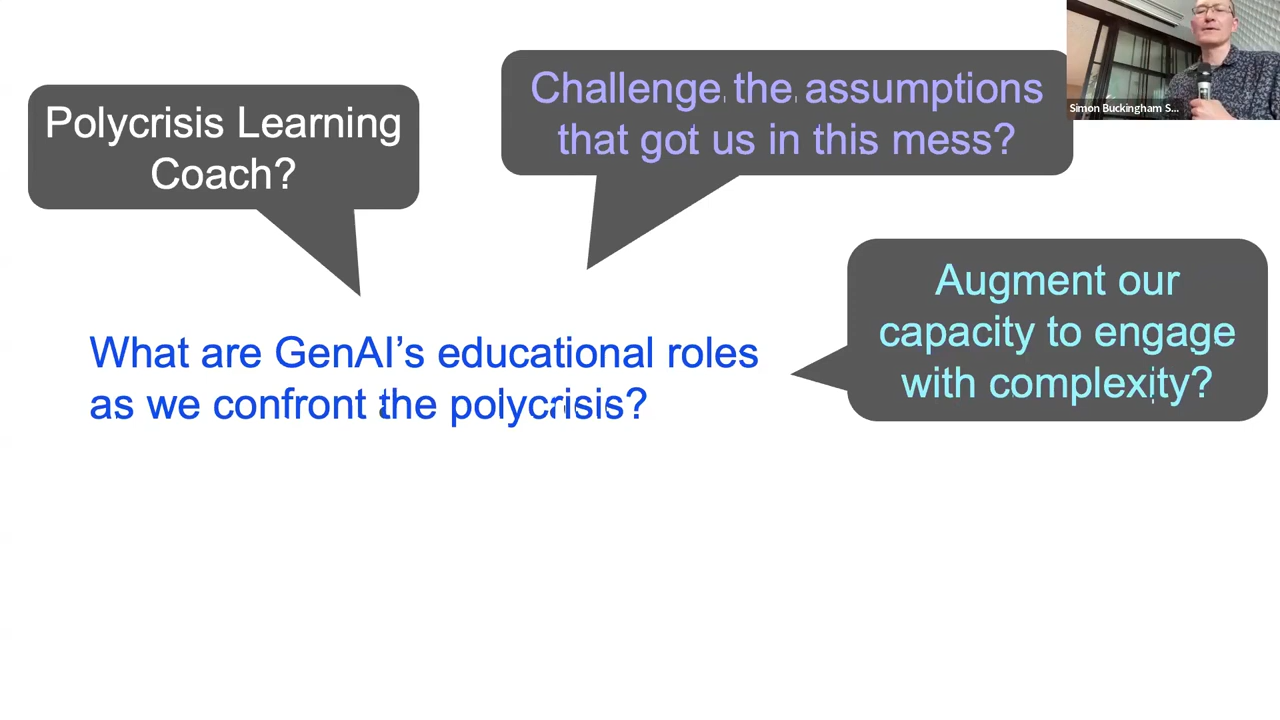 Polycrisis Learning
Coach?
Challenge the assumptions
that got us in this mess?
Simon Buckingham S...
Augment our
capacity to engage
with complexity?
What are GenAI’s educational roles
as we confront the polycrisis?